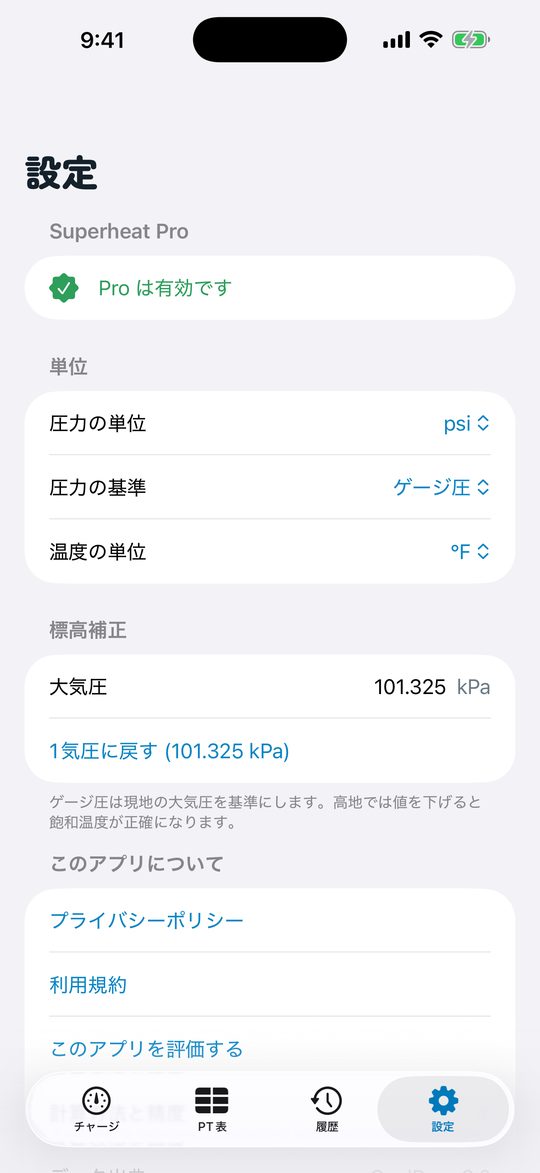 9:41
設定
Superheat Pro
Pro は有効です
単位
圧力の単位 psi
圧力の基準 ゲージ圧
温度の単位 °F
標高補正
大気圧 101.325 kPa
1気圧に戻す (101.325 kPa)
ゲージ圧は現地の大気圧を基準にします。高地では値を下げると
飽和温度が正確になります。
このアプリについて
プライバシーポリシー
利用規約
このアプリを評価する
チャージ PT表 履歴 設定